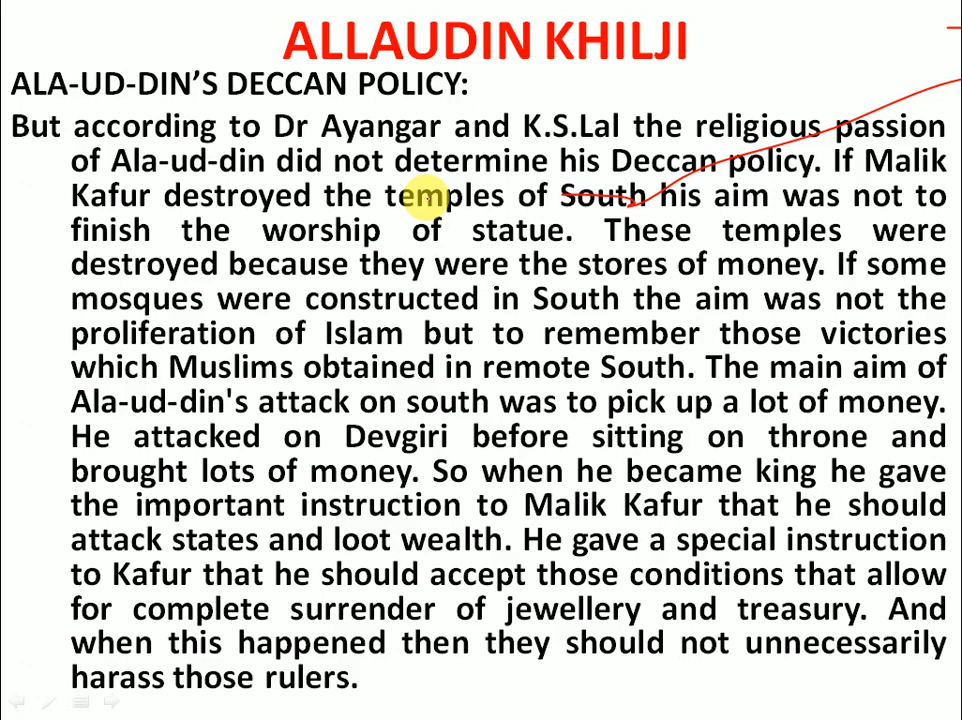 ALLAUDIN KHILJI
ALA-UD-DIN’S DECCAN POLICY:
But according to Dr Ayangar and K.S.Lal the religious passion
of Ala-ud-din did not determine his Deccan policy. If Malik
Kafur destroyed the temples of South his aim was not to
finish the worship of statue. These temples were
destroyed because they were the stores of money. If some
mosques were constructed in South the aim was not the
proliferation of Islam but to remember those victories
which Muslims obtained in remote South. The main aim of
Ala-ud-din's attack on south was to pick up a lot of money.
He attacked on Devgiri before sitting on throne and
brought lots of money. So when he became king he gave
the important instruction to Malik Kafur that he should
attack states and loot wealth. He gave a special instruction
to Kafur that he should accept those conditions that allow
for complete surrender of jewellery and treasury. And
when this happened then they should not unnecessarily
harass those rulers.